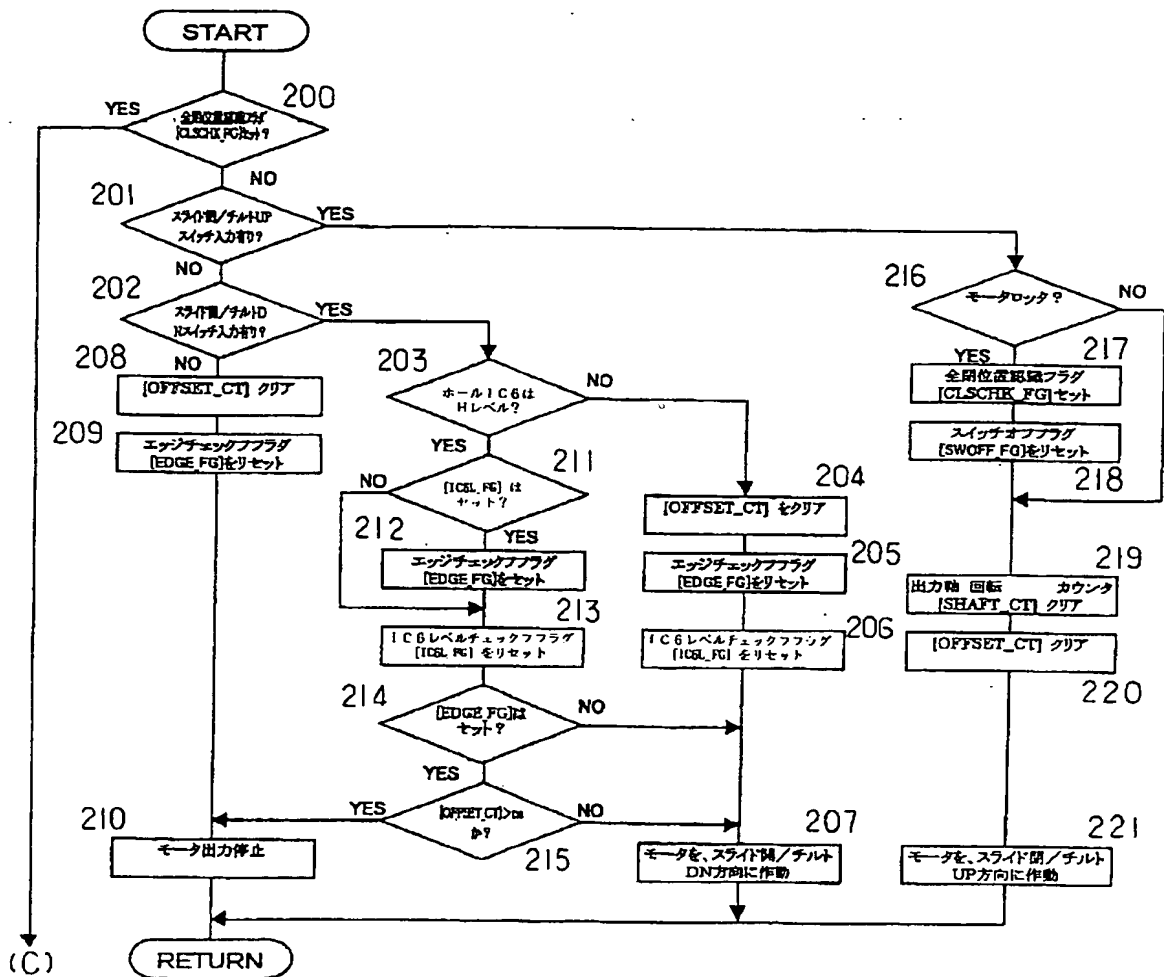 START
200
YES
全閉位置認識フラグ
[CLSCHK_FG]セット?
NO
201
YES
スライド閉/チルトUP
スイッチ入力有り?
NO
202
スライド開/チルトD
Nスイッチ入力有り?
NO
208
[OFFSET_CT] クリア
209
エッジチェックフラグ
[EDGE_FG]をリセット
203
ホールIC6は
Hレベル?
NO
YES
211
NO
[IC6L_FG] は
セット?
212
YES
エッジチェックフラグ
[EDGE_FG]をセット
213
IC6レベルチェックフラグ
[IC6L_FG] をリセット
214
[EDGE_FG]は
セット?
NO
YES
YES
[OFFSET_CT]>
か?
NO
215
204
[OFFSET_CT] をクリア
205
エッジチェックフラグ
[EDGE_FG]をリセット
206
IC6レベルチェックフラグ
[IC6L_FG] をリセット
207
モータを、スライド開/チルト
DN方向に作動
216
モータロック?
NO
YES
217
全閉位置認識フラグ
[CLSCHK_FG]セット
スイッチオフフラグ
[SWOFF_FG]をリセット
218
219
出力軸 回転 カウンタ
[SHAFT_CT] クリア
[OFFSET_CT] クリア
220
221
モータを、スライド閉/チルト
UP方向に作動
210
モータ出力停止
(C)
RETURN